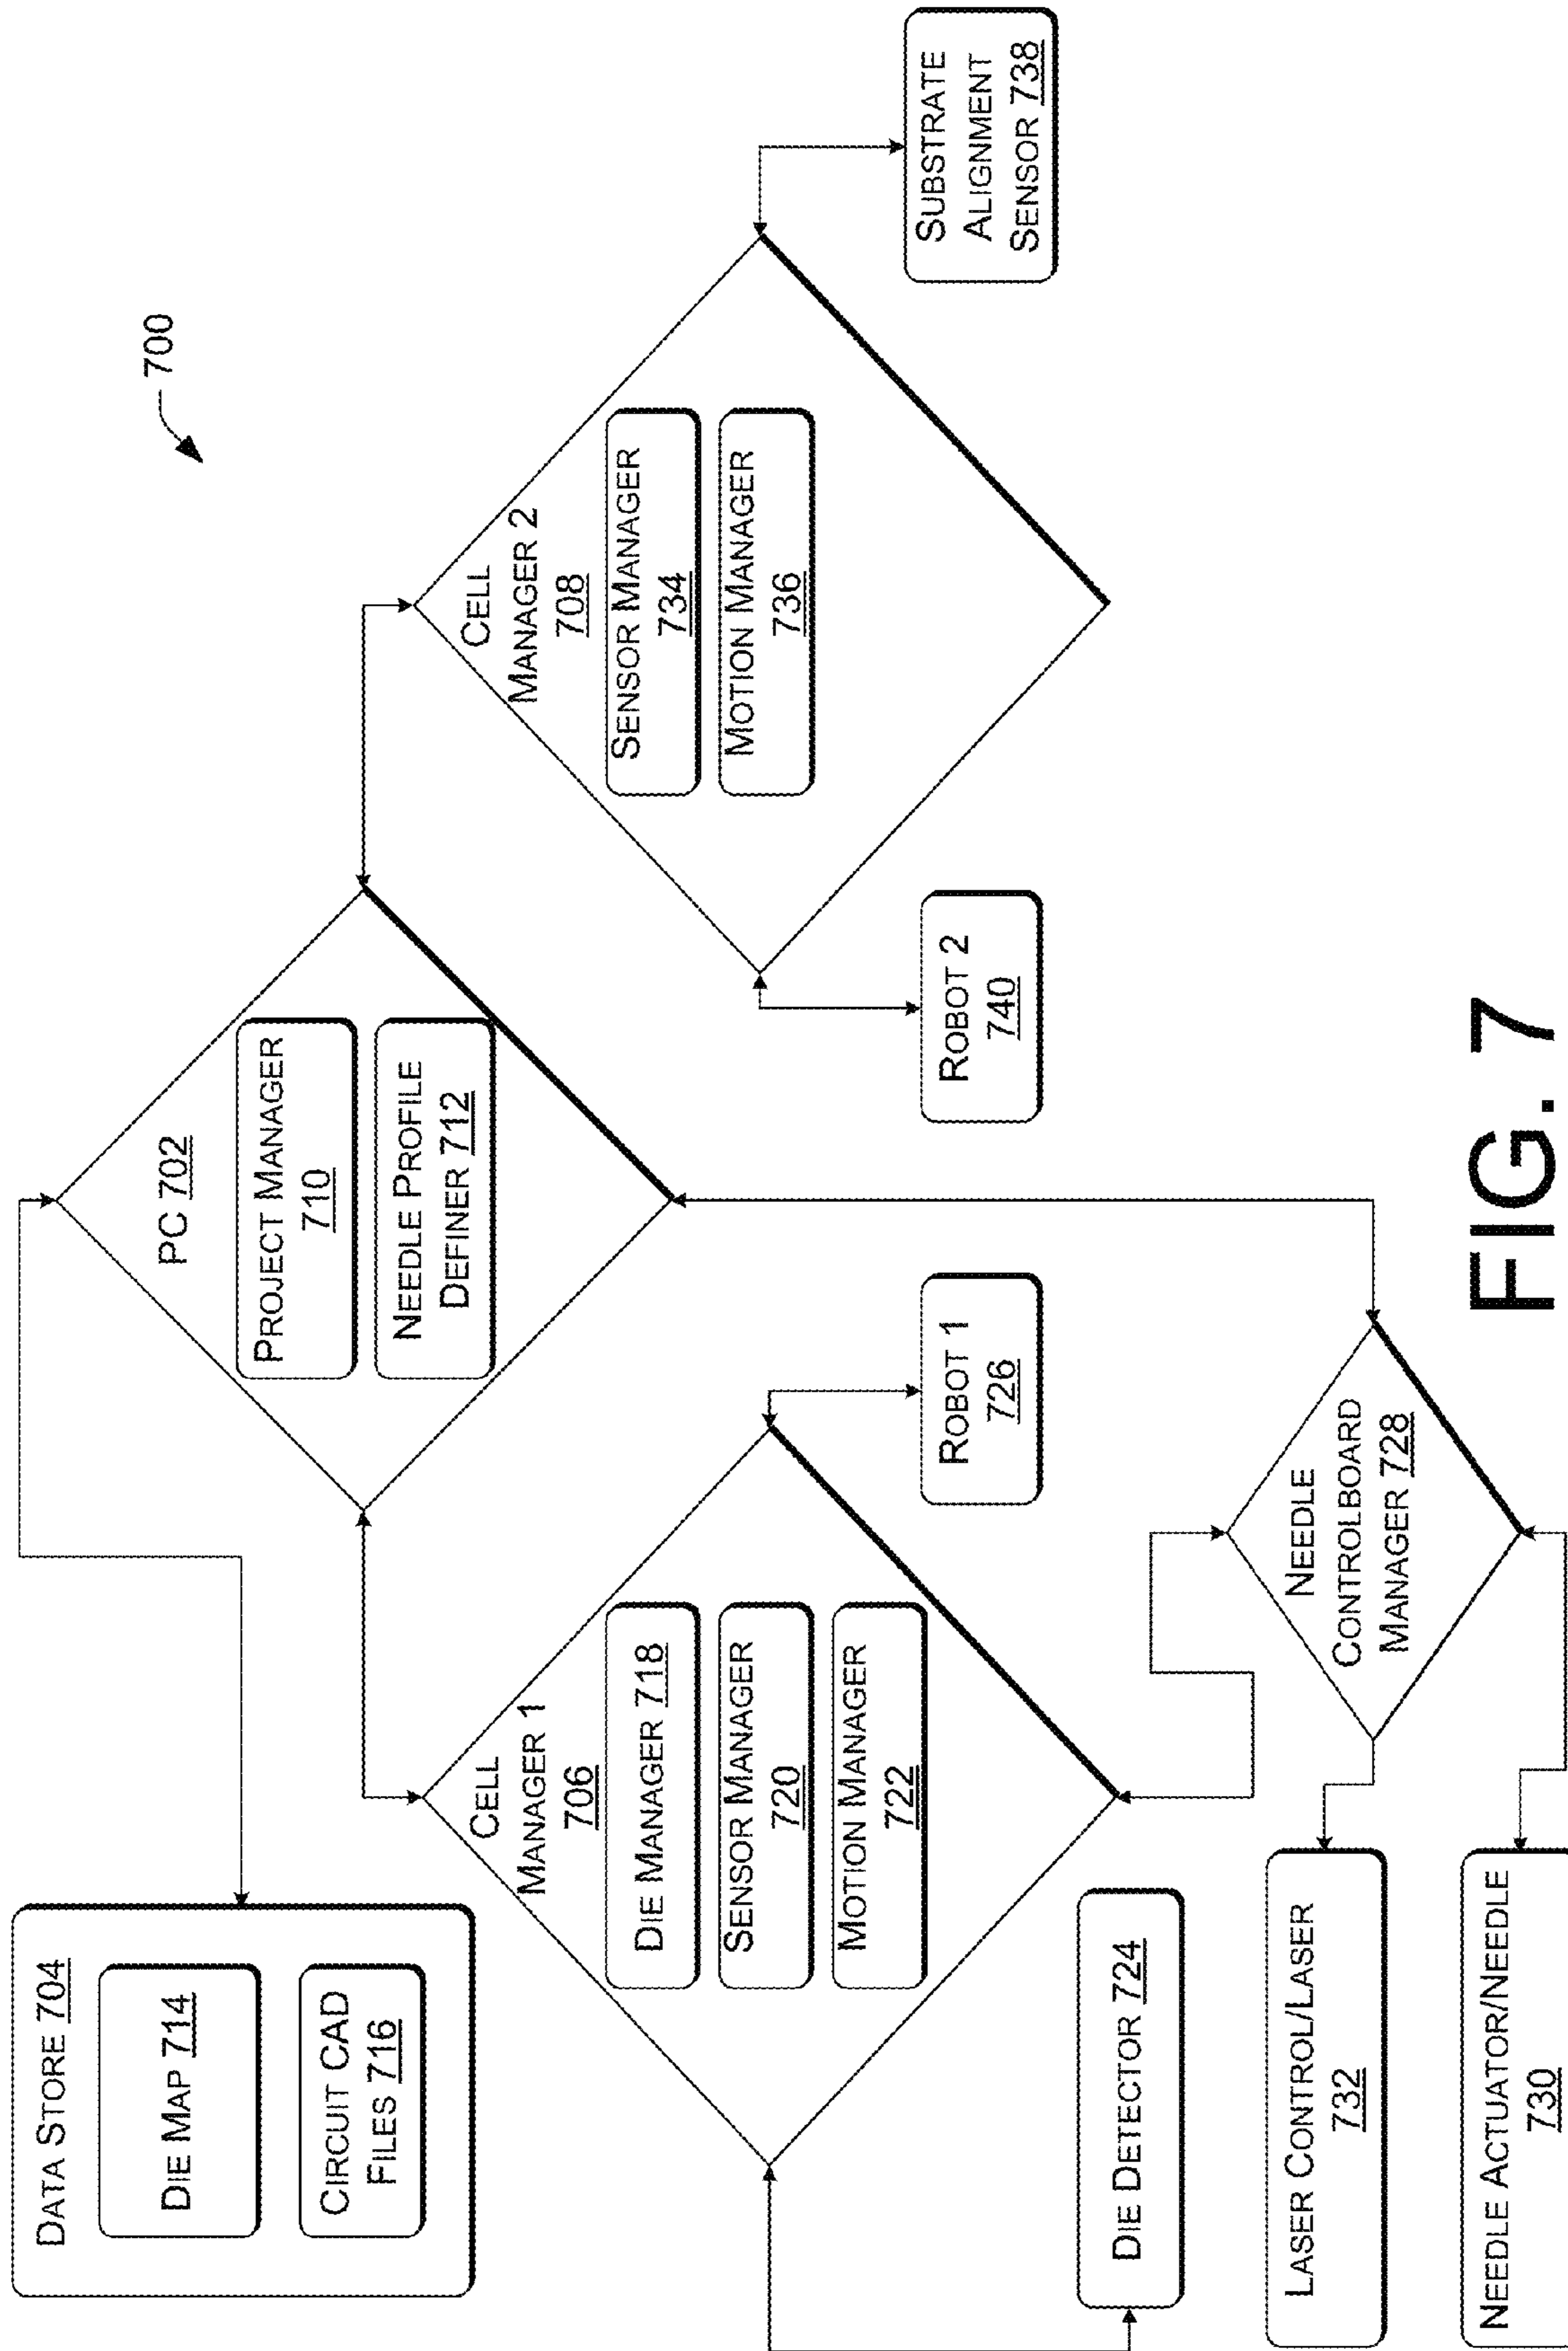 700
DATA STORE 704
DIE MAP 714
CIRCUIT CAD
FILES 716
PC 702
PROJECT MANAGER
710
NEEDLE PROFILE
DEFINER 712
CELL
MANAGER 1
706
DIE MANAGER 718
SENSOR MANAGER
720
MOTION MANAGER
722
CELL
MANAGER 2
708
SENSOR MANAGER
734
MOTION MANAGER
736
DIE DETECTOR 724
ROBOT 1
726
ROBOT 2
740
SUBSTRATE
ALIGNMENT
SENSOR 738
NEEDLE
CONTROLBOARD
MANAGER 728
LASER CONTROL/LASER
732
NEEDLE ACTUATOR/NEEDLE
730
FIG. 7